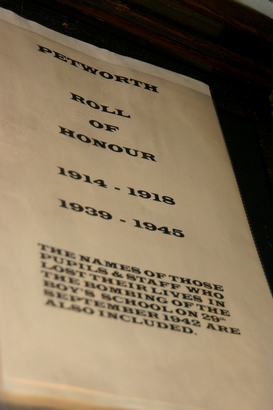 PETWORTH
ROLL
OF
HONOUR
1914 - 1918
1939 - 1945
THE NAMES OF THOSE
PUPILS & STAFF WHO
LOST THEIR LIVES IN
THE BOMBING OF THE
BOY'S SCHOOL ON 29TH
SEPTEMBER 1942 ARE
ALSO INCLUDED.